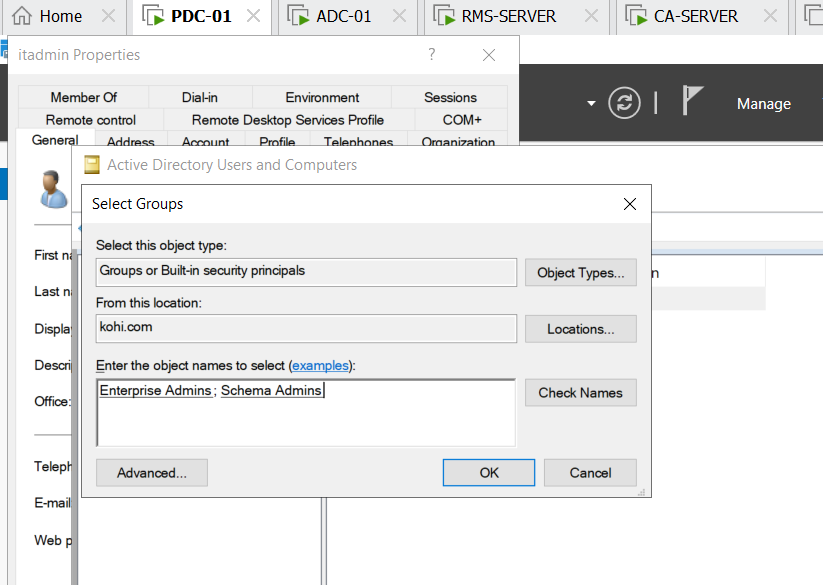 Home
PDC-01
ADC-01
RMS-SERVER
CA-SERVER
itadmin Properties
?
Manage
Member Of
Dial-in
Environment
Sessions
Remote control
Remote Desktop Services Profile
COM+
General
Address
Account
Profile
Telephones
Organization
Active Directory Users and Computers
Select Groups
Select this object type:
Groups or Built-in security principals
Object Types...
From this location:
kohi.com
Locations...
Enter the object names to select (examples):
Enterprise Admins; Schema Admins
Check Names
Advanced...
OK
Cancel
First na
Last n
Display
Descri
Office:
Teleph
E-mail
Web p
n